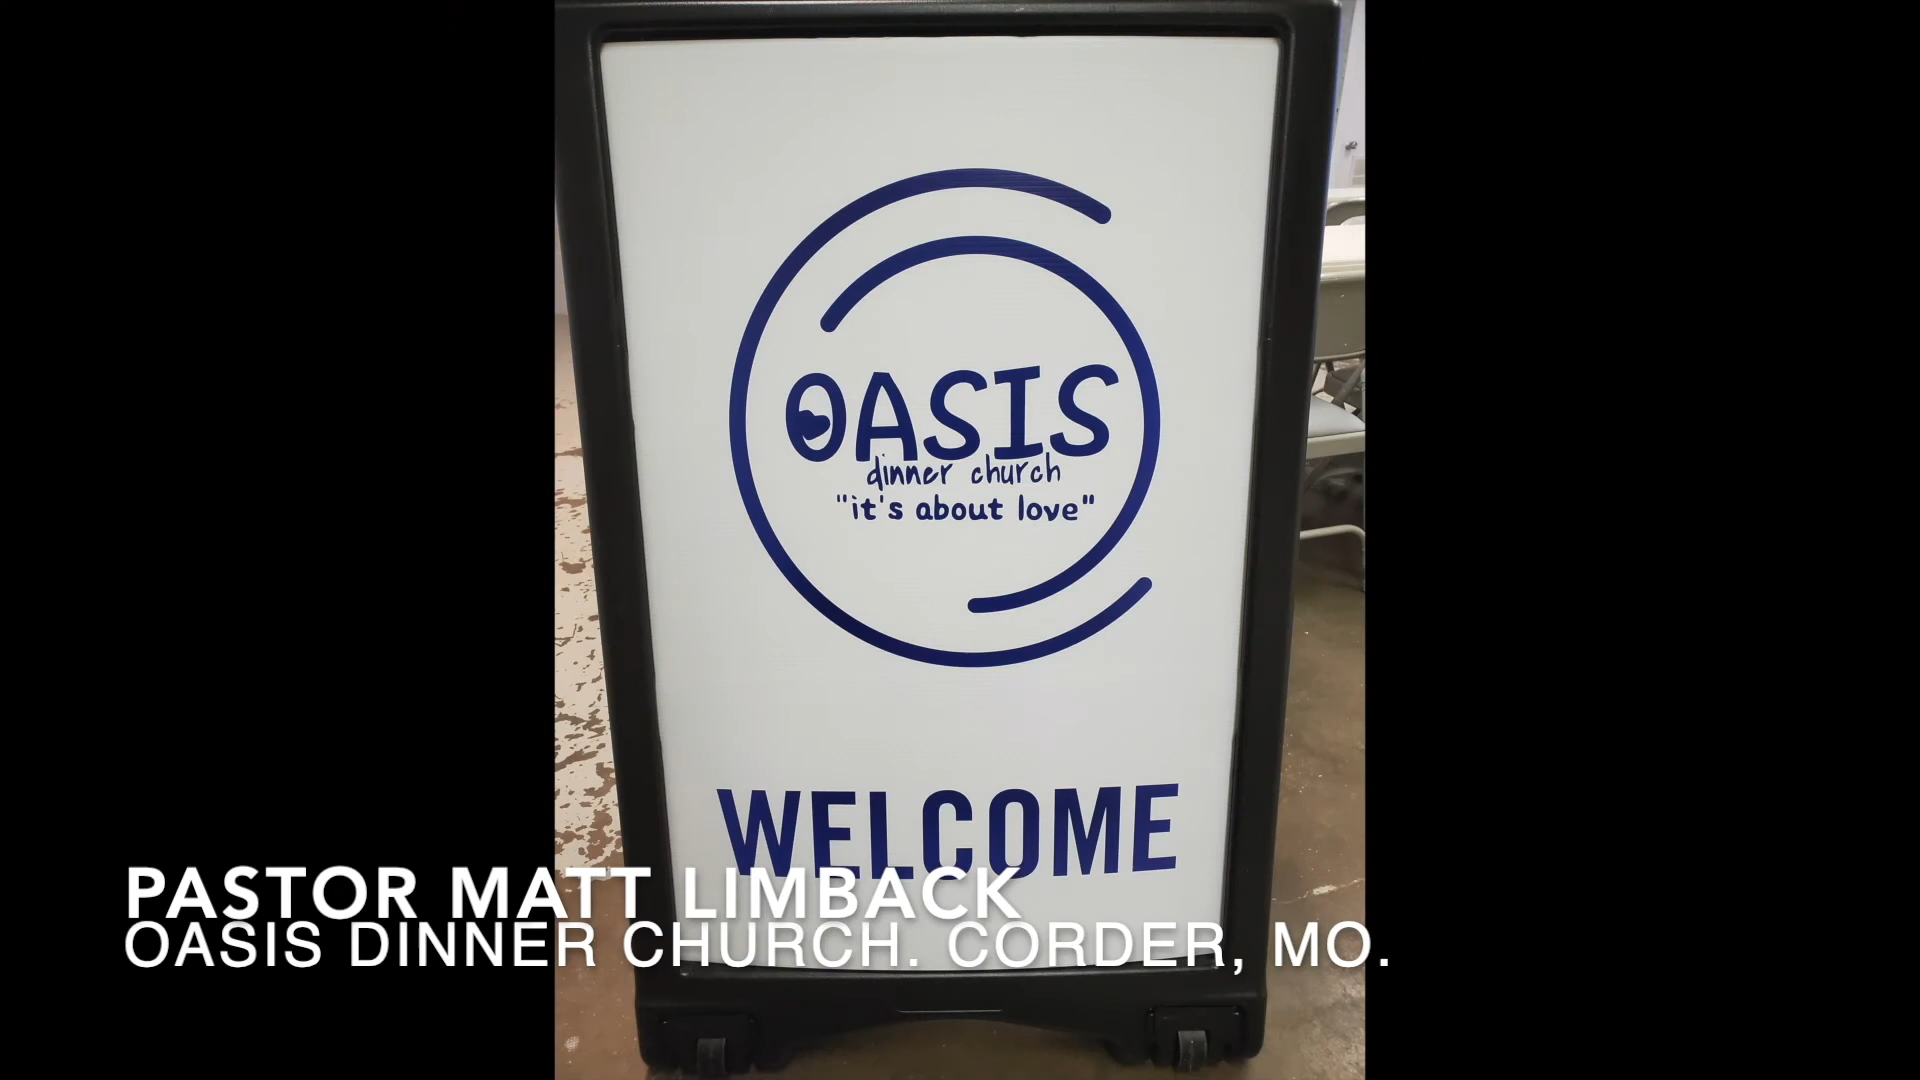 OASIS
dinner church
"it's about love"
WELCOME
PASTOR MATT LIMBACK
OASIS DINNER CHURCH. CORDER, MO.